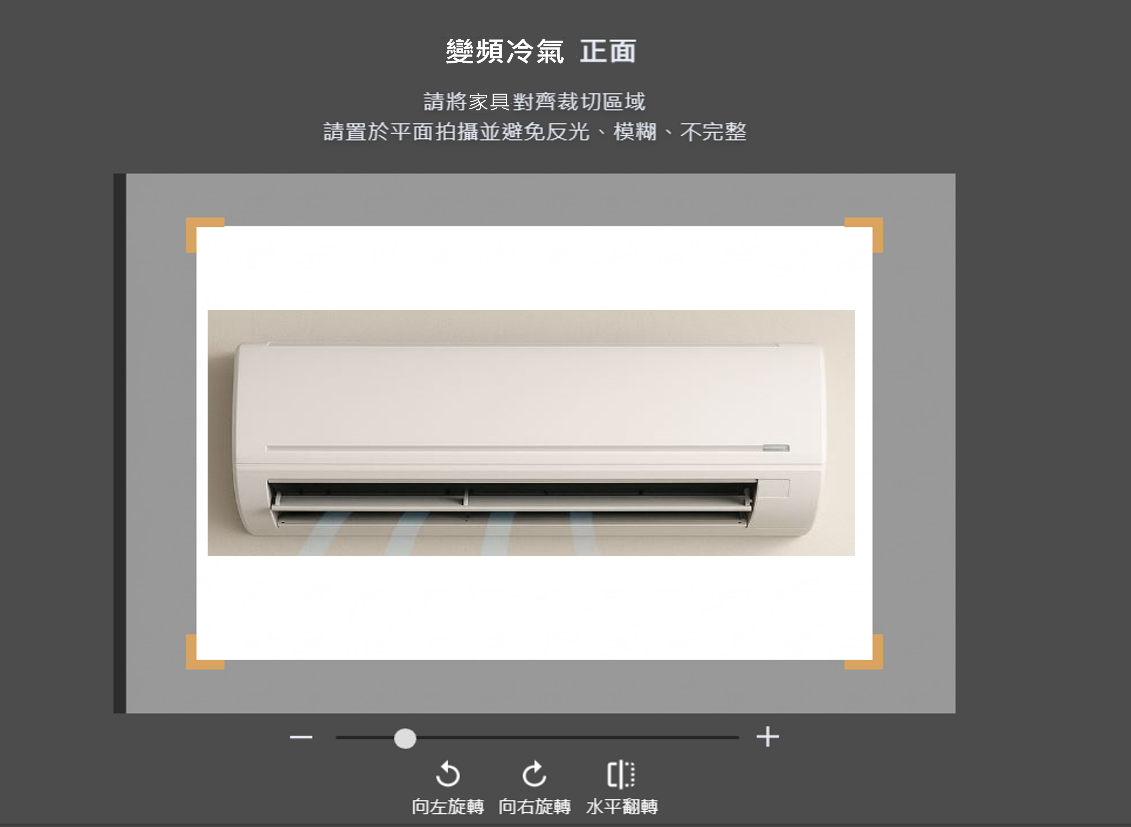 變頻冷氣 正面
請將家具對齊裁切區域
請置於平面拍攝並避免反光、模糊、不完整
向左旋轉 向右旋轉 水平翻轉